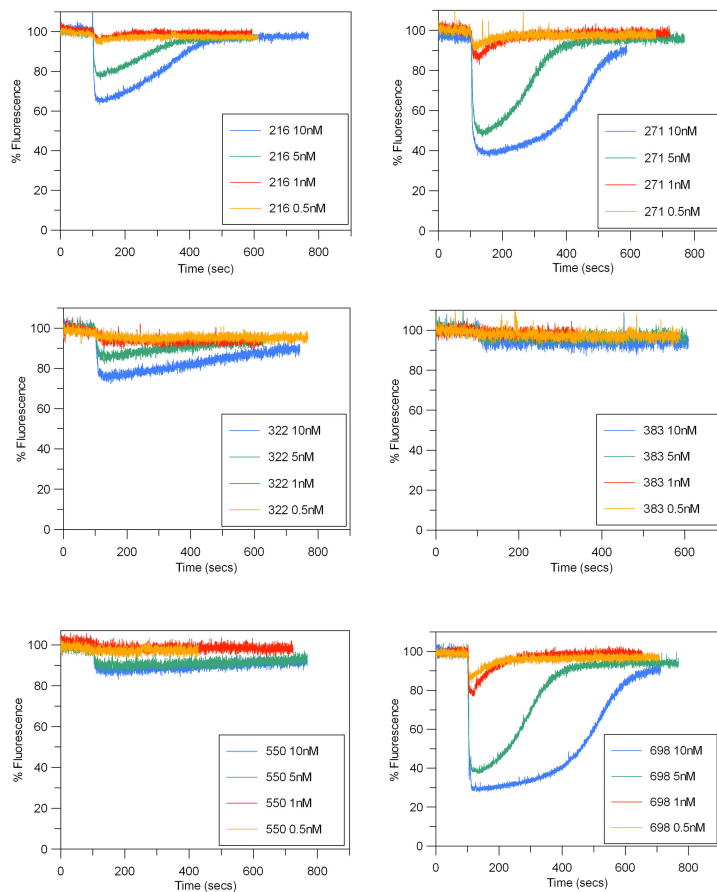 100
80
60
40
20
0
% Fluorescence
0 200 400 600 800
Time (sec)
216 10nM
216 5nM
216 1nM
216 0.5nM
100
80
60
40
20
0
% Fluorescence
0 200 400 600 800
Time (secs)
271 10nM
271 5nM
271 1nM
271 0.5nM
100
80
60
40
20
0
% Fluorescence
0 200 400 600 800
Time (secs)
322 10nM
322 5nM
322 1nM
322 0.5nM
100
80
60
40
20
0
% Fluorescence
0 200 400 600
Time (secs)
383 10nM
383 5nM
383 1nM
383 0.5nM
100
80
60
40
20
0
% Fluorescence
0 200 400 600 800
Time (secs)
550 10nM
550 5nM
550 1nM
550 0.5nM
100
80
60
40
20
0
% Fluorescence
0 200 400 600 800
Time (secs)
698 10nM
698 5nM
698 1nM
698 0.5nM